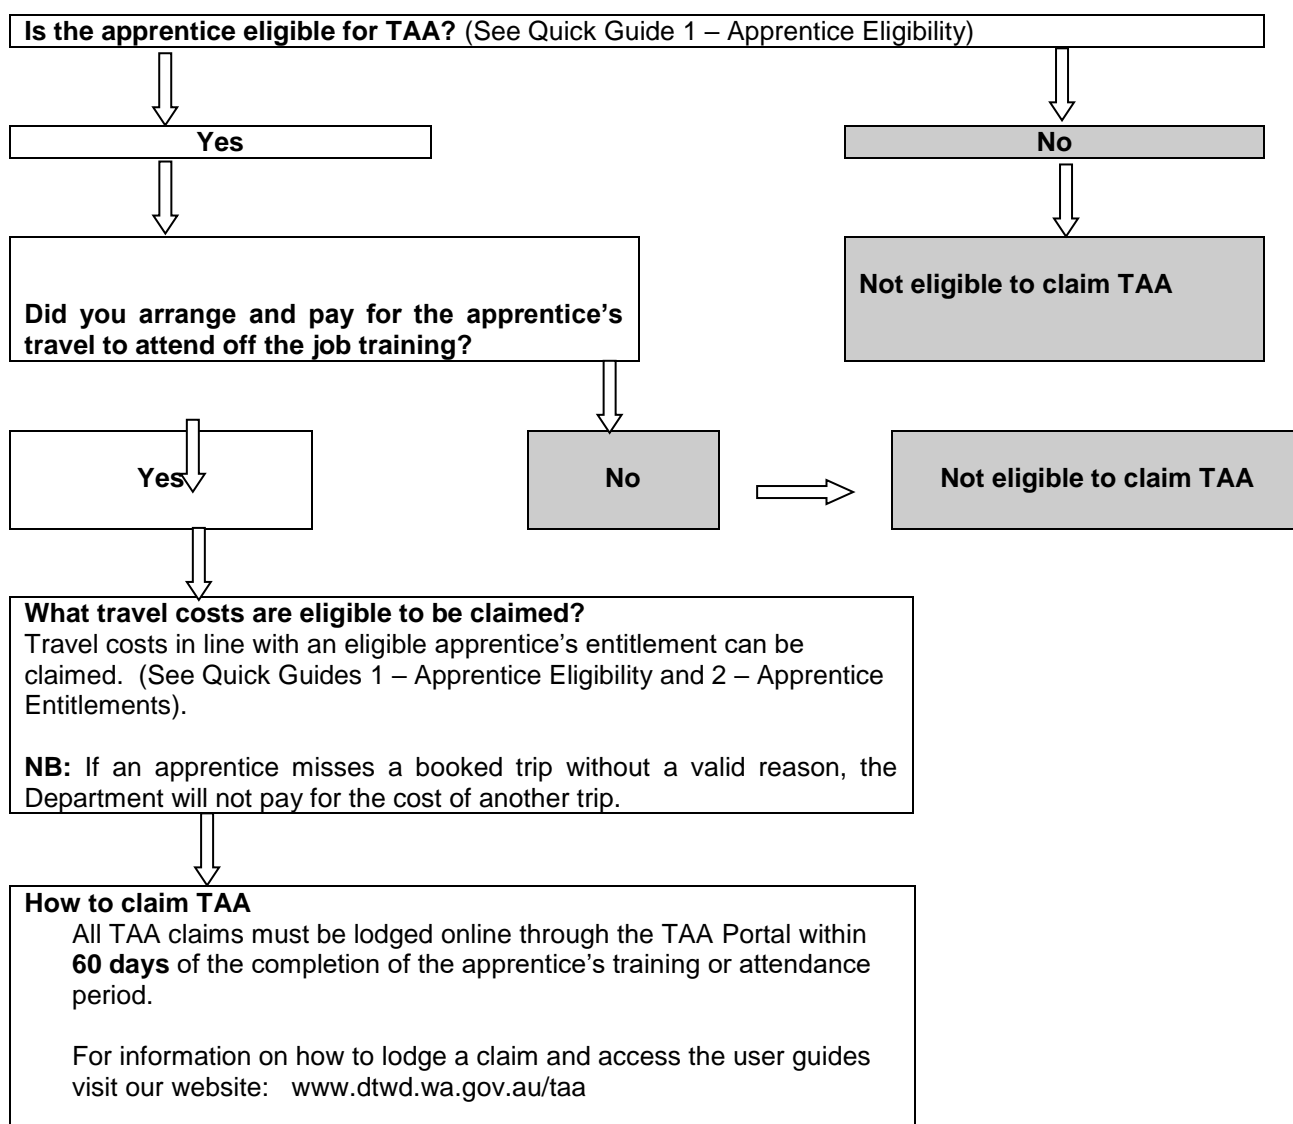 Is the apprentice eligible for TAA? (See Quick Guide 1 – Apprentice Eligibility)
Yes
No
Not eligible to claim TAA
Did you arrange and pay for the apprentice's
travel to attend off the job training?
Yes
No
Not eligible to claim TAA
What travel costs are eligible to be claimed?
Travel costs in line with an eligible apprentice's entitlement can be
claimed. (See Quick Guides 1 – Apprentice Eligibility and 2 – Apprentice
Entitlements).
NB: If an apprentice misses a booked trip without a valid reason, the
Department will not pay for the cost of another trip.
How to claim TAA
All TAA claims must be lodged online through the TAA Portal within
60 days of the completion of the apprentice's training or attendance
period.
For information on how to lodge a claim and access the user guides
visit our website: www.dtwd.wa.gov.au/taa